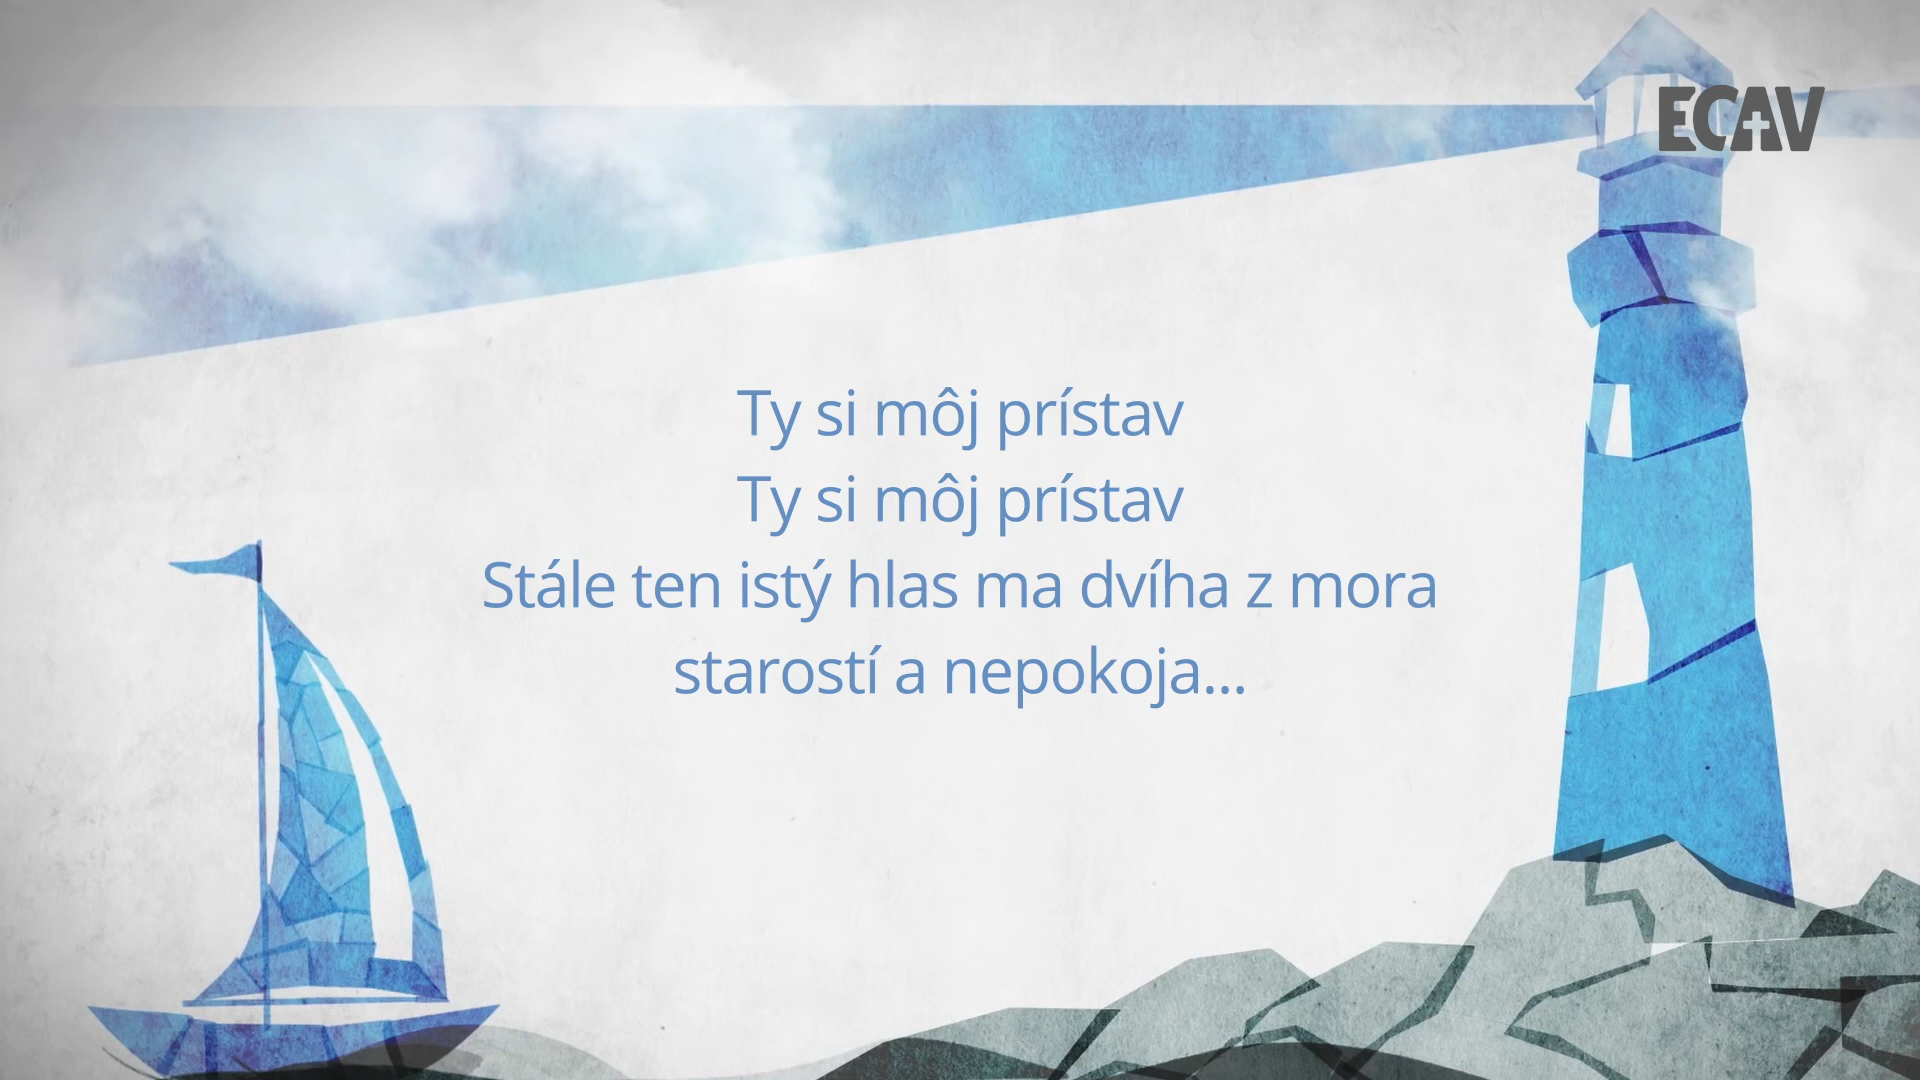 ECAV
Ty si môj prístav
Ty si môj prístav
Stále ten istý hlas ma dvíha z mora
starostí a nepokoja...